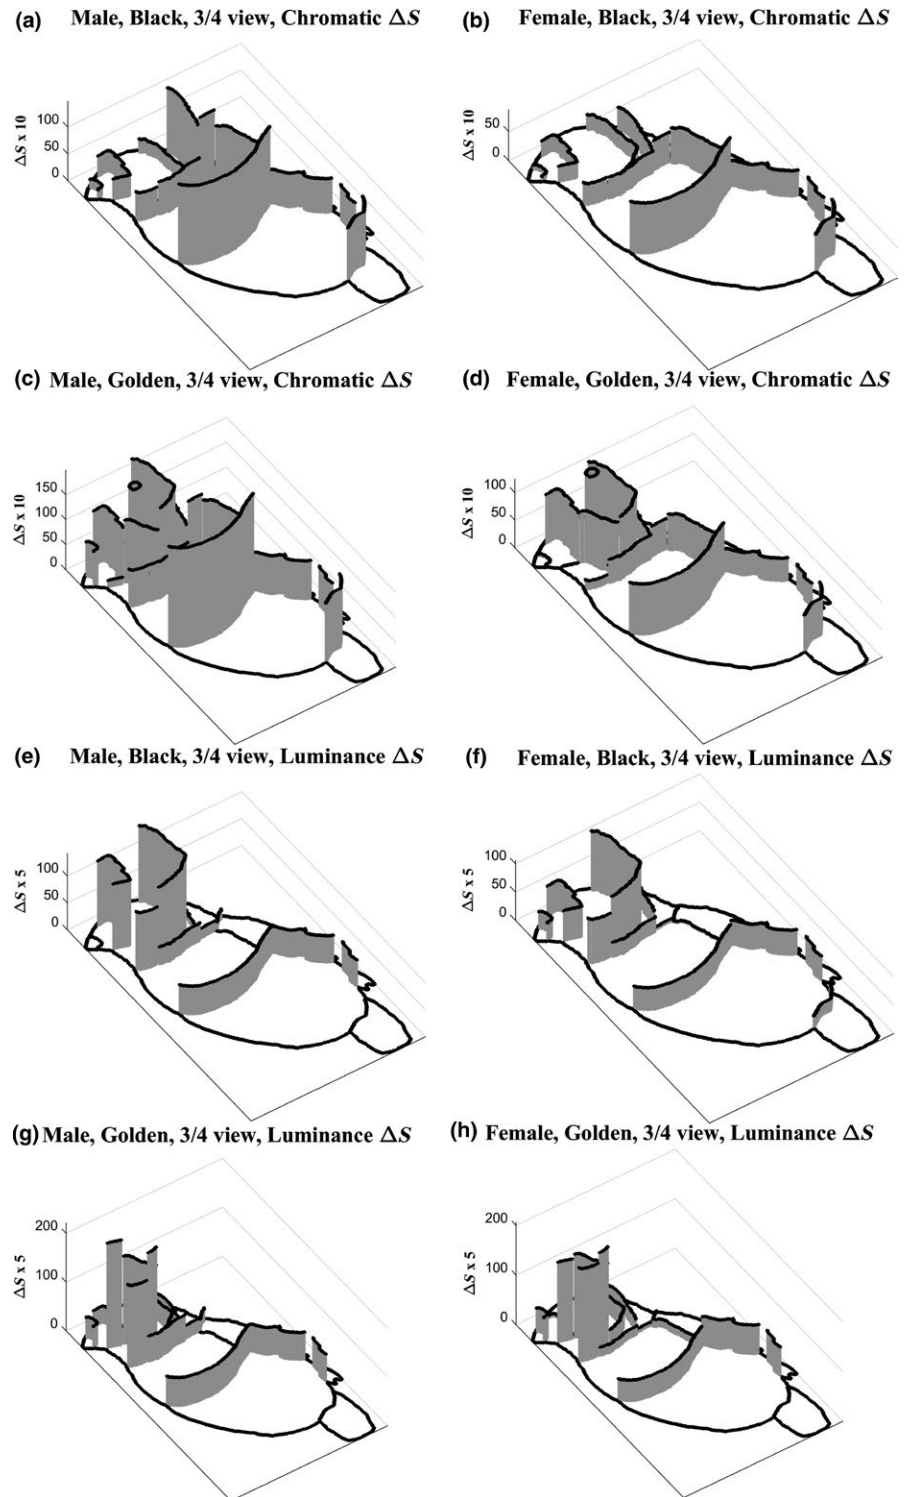 (a) Male, Black, 3/4 view, Chromatic ΔS
(b) Female, Black, 3/4 view, Chromatic ΔS
ΔS x 10
100
50
0
ΔS x 10
50
0
(c) Male, Golden, 3/4 view, Chromatic ΔS
(d) Female, Golden, 3/4 view, Chromatic ΔS
ΔS x 10
150
100
50
0
ΔS x 10
100
50
0
(e) Male, Black, 3/4 view, Luminance ΔS
(f) Female, Black, 3/4 view, Luminance ΔS
ΔS x 5
100
50
0
ΔS x 5
100
50
0
(g) Male, Golden, 3/4 view, Luminance ΔS
(h) Female, Golden, 3/4 view, Luminance ΔS
ΔS x 5
200
100
0
ΔS x 5
200
100
0